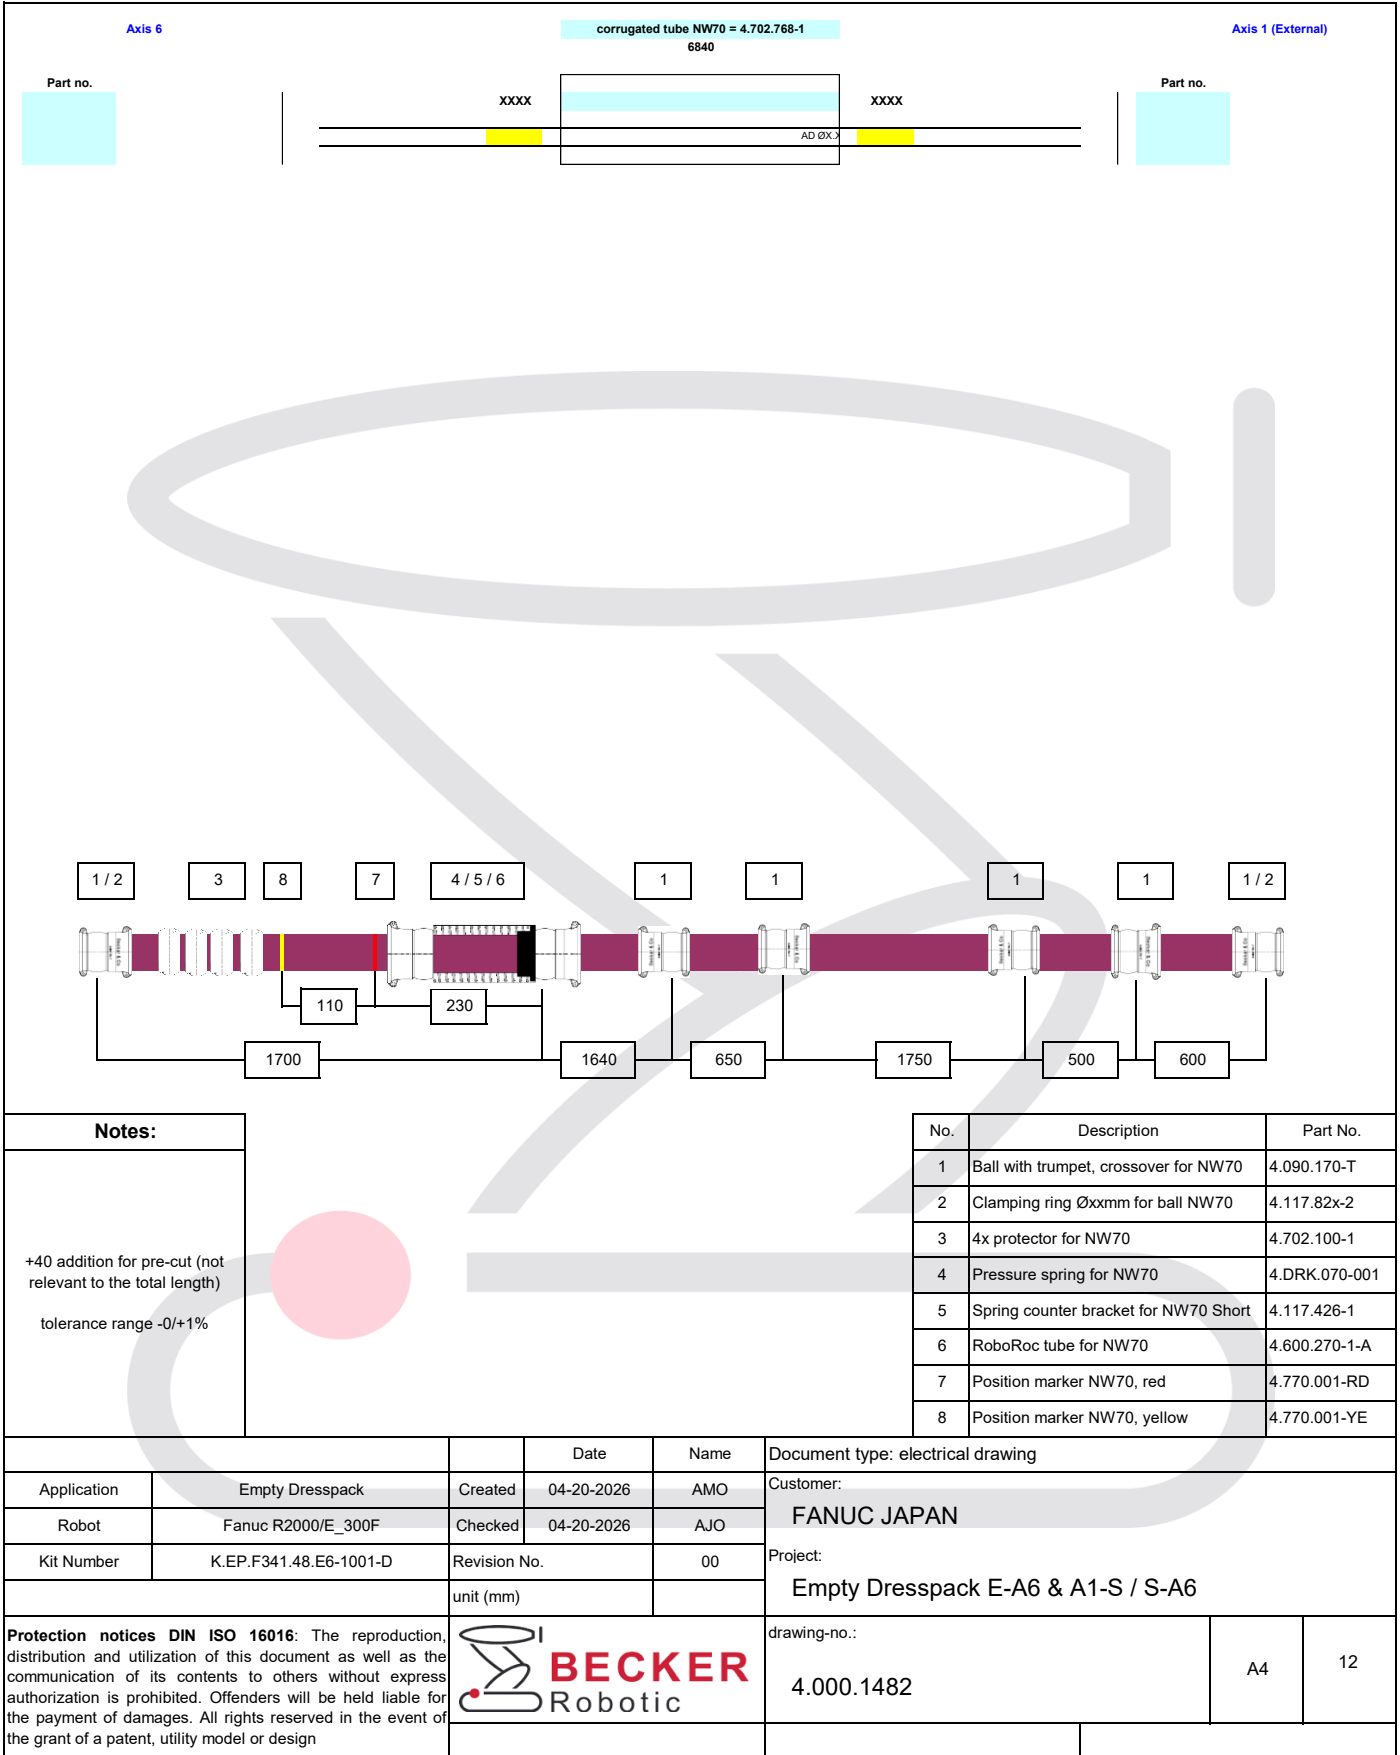 Axis 6
corrugated tube NW70 = 4.702.768-1
Axis 1 (External)
6840
Part no.
Part no.
XXXX
XXXX
AD ØX.X
1 / 2
3
8
7
4 / 5 / 6
1
1
1
1
1 / 2
110
230
1700
1640
650
1750
500
600
Notes:
+40 addition for pre-cut (not
relevant to the total length)
tolerance range -0/+1%
No. Description Part No.
1 Ball with trumpet, crossover for NW70 4.090.170-T
2 Clamping ring Øxxmm for ball NW70 4.117.82x-2
3 4x protector for NW70 4.702.100-1
4 Pressure spring for NW70 4.DRK.070-001
5 Spring counter bracket for NW70 Short 4.117.426-1
6 RoboRoc tube for NW70 4.600.270-1-A
7 Position marker NW70, red 4.770.001-RD
8 Position marker NW70, yellow 4.770.001-YE
Date Name
Application Empty Dresspack Created 04-20-2026 AMO
Robot Fanuc R2000/E_300F Checked 04-20-2026 AJO
Kit Number K.EP.F341.48.E6-1001-D Revision No. 00
unit (mm)
Document type: electrical drawing
Customer:
FANUC JAPAN
Project:
Empty Dresspack E-A6 & A1-S / S-A6
Protection notices DIN ISO 16016: The reproduction,
distribution and utilization of this document as well as the
communication of its contents to others without express
authorization is prohibited. Offenders will be held liable for
the payment of damages. All rights reserved in the event of
the grant of a patent, utility model or design
BECKER
Robotic
drawing-no.:
4.000.1482
A4
12